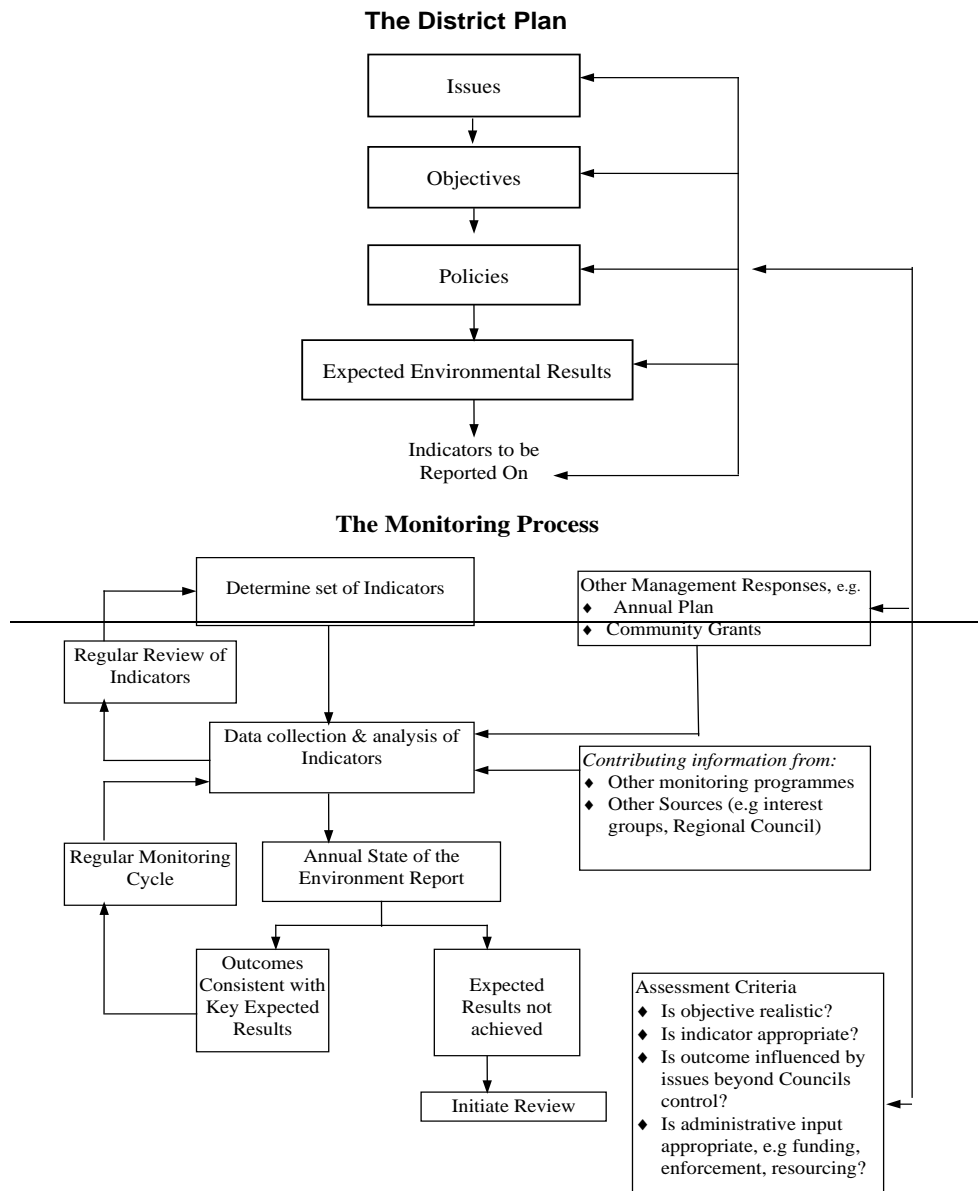 The District Plan
Issues
Objectives
Policies
Expected Environmental Results
Indicators to be
Reported On
The Monitoring Process
Determine set of Indicators
Other Management Responses, e.g.
♦ Annual Plan
♦ Community Grants
Regular Review of
Indicators
Data collection & analysis of
Indicators
Contributing information from:
♦ Other monitoring programmes
♦ Other Sources (e.g interest
groups, Regional Council)
Regular Monitoring
Cycle
Annual State of the
Environment Report
Outcomes
Consistent with
Key Expected
Results
Expected
Results not
achieved
Initiate Review
Assessment Criteria
♦ Is objective realistic?
♦ Is indicator appropriate?
♦ Is outcome influenced by
issues beyond Councils
control?
♦ Is administrative input
appropriate, e.g funding,
enforcement, resourcing?